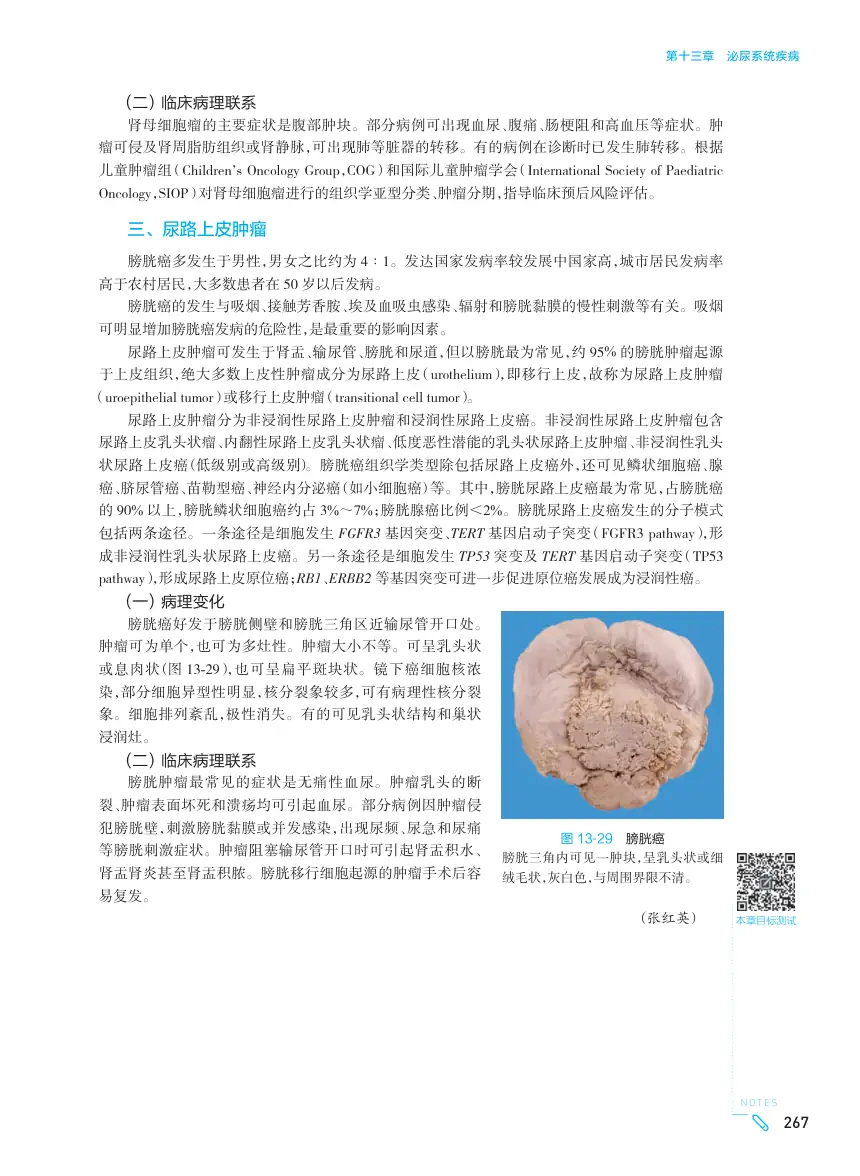 第十三章 泌尿系统疾病
(二)临床病理联系
肾母细胞瘤的主要症状是腹部肿块。部分病例可出现血尿、腹痛、肠梗阻和高血压等症状。肿
瘤可侵及肾周脂肪组织或肾静脉,可出现肺等脏器的转移。有的病例在诊断时已发生肺转移。根据
儿童肿瘤组(Children's Oncology Group,COG)和国际儿童肿瘤学会(International Society of Paediatric
Oncology,SIOP)对肾母细胞瘤进行的组织学亚型分类、肿瘤分期,指导临床预后风险评估。
三、尿路上皮肿瘤
膀胱癌多发生于男性,男女之比约为 4∶1。发达国家发病率较发展中国家高,城市居民发病率
高于农村居民,大多数患者在 50 岁以后发病。
膀胱癌的发生与吸烟、接触芳香胺、埃及血吸虫感染、辐射和膀胱黏膜的慢性刺激等有关。吸烟
可明显增加膀胱癌发病的危险性,是最重要的影响因素。
尿路上皮肿瘤可发生于肾盂、输尿管、膀胱和尿道,但以膀胱最为常见,约 95% 的膀胱肿瘤起源
于上皮组织,绝大多数上皮性肿瘤成分为尿路上皮(urothelium),即移行上皮,故称为尿路上皮肿瘤
(uroepithelial tumor)或移行上皮肿瘤(transitional cell tumor)。
尿路上皮肿瘤分为非浸润性尿路上皮肿瘤和浸润性尿路上皮癌。非浸润性尿路上皮肿瘤包含
尿路上皮乳头状瘤、内翻性尿路上皮乳头状瘤、低度恶性潜能的乳头状尿路上皮肿瘤、非浸润性乳头
状尿路上皮癌(低级别或高级别)。膀胱癌组织学类型除包括尿路上皮癌外,还可见鳞状细胞癌、腺
癌、脐尿管癌、苗勒型癌、神经内分泌癌(如小细胞癌)等。其中,膀胱尿路上皮癌最为常见,占膀胱癌
的 90% 以上,膀胱鳞状细胞癌约占 3%~7%;膀胱腺癌比例<2%。膀胱尿路上皮癌发生的分子模式
包括两条途径。一条途径是细胞发生 FGFR3 基因突变、TERT 基因启动子突变(FGFR3 pathway),形
成非浸润性乳头状尿路上皮癌。另一条途径是细胞发生 TP53 突变及 TERT 基因启动子突变(TP53
pathway),形成尿路上皮原位癌;RB1、ERBB2 等基因突变可进一步促进原位癌发展成为浸润性癌。
(一)病理变化
膀胱癌好发于膀胱侧壁和膀胱三角区近输尿管开口处。
肿瘤可为单个,也可为多灶性。肿瘤大小不等。可呈乳头状
或息肉状(图 13-29),也可呈扁平斑块状。镜下癌细胞核浓
染,部分细胞异型性明显,核分裂象较多,可有病理性核分裂
象。细胞排列紊乱,极性消失。有的可见乳头状结构和巢状
浸润灶。
(二)临床病理联系
膀胱肿瘤最常见的症状是无痛性血尿。肿瘤乳头的断
裂、肿瘤表面坏死和溃疡均可引起血尿。部分病例因肿瘤侵
犯膀胱壁,刺激膀胱黏膜或并发感染,出现尿频、尿急和尿痛
等膀胱刺激症状。肿瘤阻塞输尿管开口时可引起肾盂积水、
肾盂肾炎甚至肾盂积脓。膀胱移行细胞起源的肿瘤手术后容
易复发。
图 13-29 膀胱癌
膀胱三角内可见一肿块,呈乳头状或细
绒毛状,灰白色,与周围界限不清。
(张红英)
本章目标测试
NOTES
267